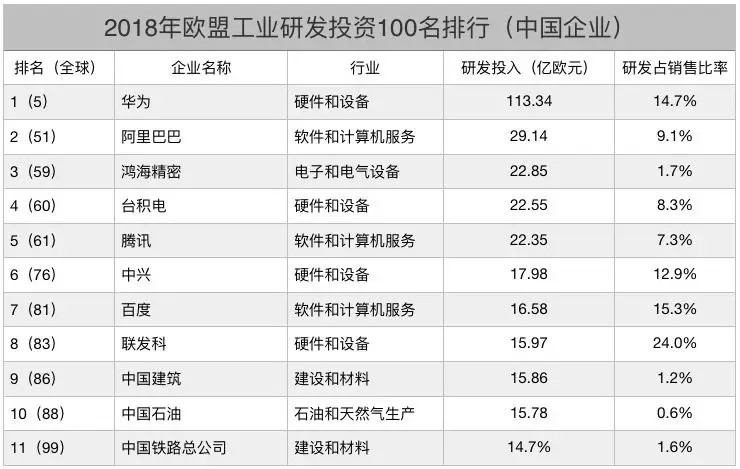 2018年欧盟工业研发投资100名排行（中国企业）
排名（全球） 企业名称 行业 研发投入（亿欧元） 研发占销售比率
1（5） 华为 硬件和设备 113.34 14.7%
2（51） 阿里巴巴 软件和计算机服务 29.14 9.1%
3（59） 鸿海精密 电子和电气设备 22.85 1.7%
4（60） 台积电 硬件和设备 22.55 8.3%
5（61） 腾讯 软件和计算机服务 22.35 7.3%
6（76） 中兴 硬件和设备 17.98 12.9%
7（81） 百度 软件和计算机服务 16.58 15.3%
8（83） 联发科 硬件和设备 15.97 24.0%
9（86） 中国建筑 建设和材料 15.86 1.2%
10（88） 中国石油 石油和天然气生产 15.78 0.6%
11（99） 中国铁路总公司 建设和材料 14.7% 1.6%